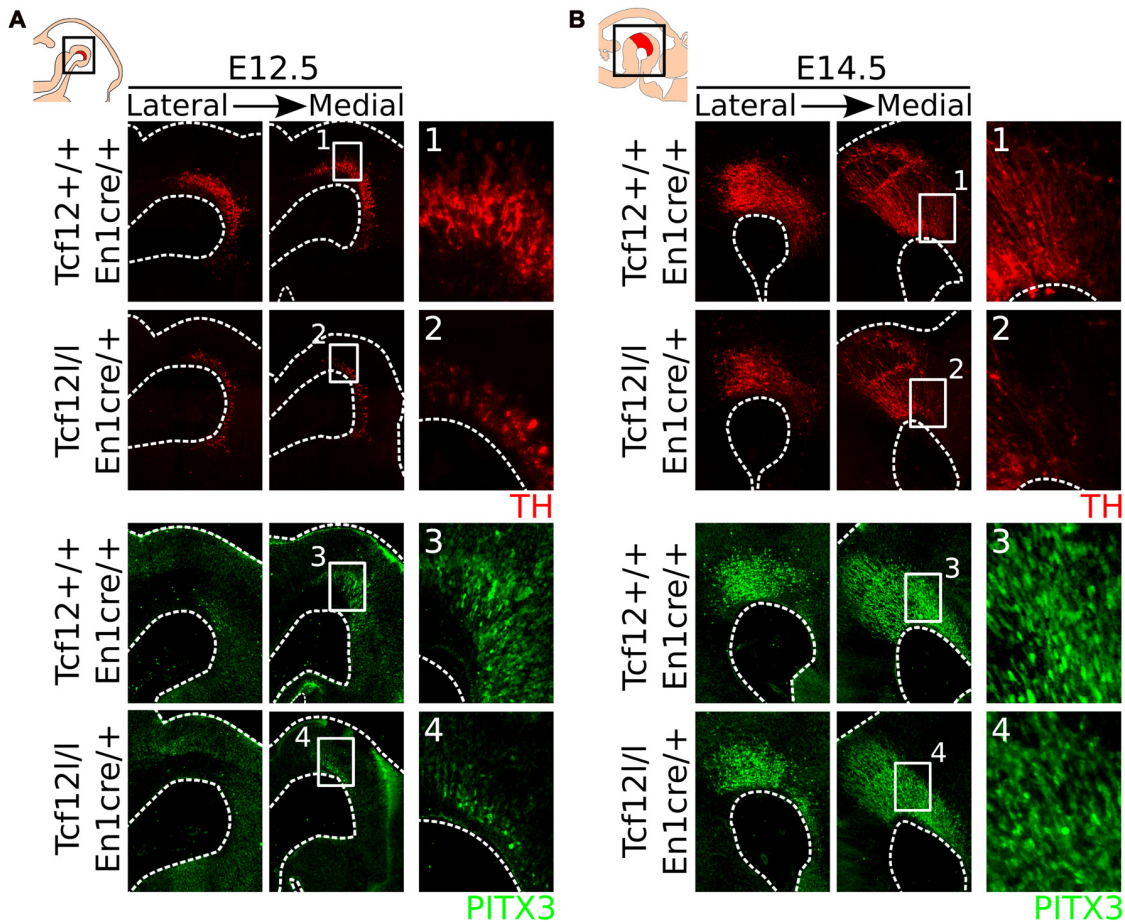 A
E12.5
Lateral Medial
Tcf12+/+
En1cre/+
1
1
Tcf12l/l
En1cre/+
2
2
TH
Tcf12+/+
En1cre/+
3
3
Tcf12l/l
En1cre/+
4
4
PITX3
B
E14.5
Lateral Medial
Tcf12+/+
En1cre/+
1
1
Tcf12l/l
En1cre/+
2
2
TH
Tcf12+/+
En1cre/+
3
3
Tcf12l/l
En1cre/+
4
4
PITX3